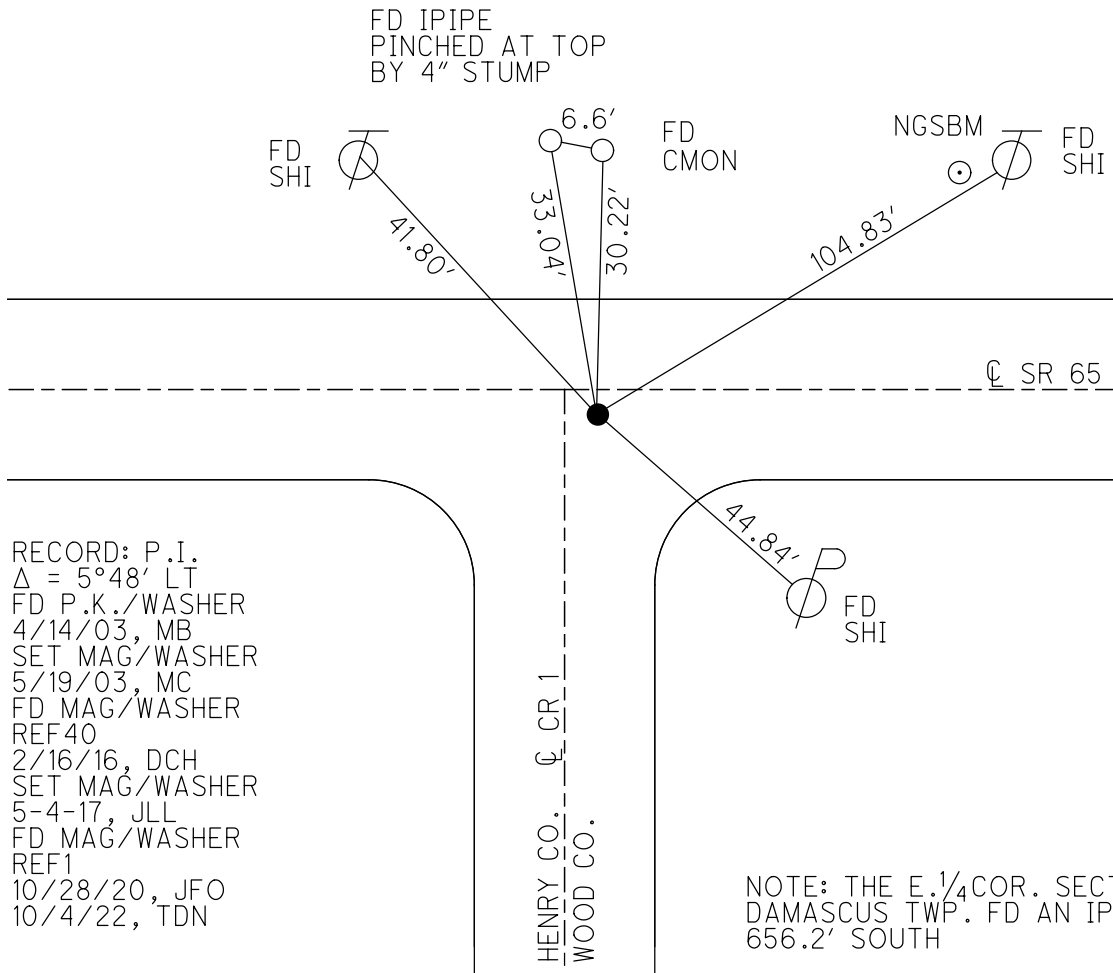 FD IPIPE
PINCHED AT TOP
BY 4" STUMP
6.6'
FD
CMON
NGSBM
FD
SHI
FD
SHI
41.80'
33.04'
30.22'
104.83'
℄ SR 65
44.84'
FD
SHI
RECORD: P.I.
Δ = 5°48' LT
FD P.K./WASHER
4/14/03, MB
SET MAG/WASHER
5/19/03, MC
FD MAG/WASHER
REF40
2/16/16, DCH
SET MAG/WASHER
5-4-17, JLL
FD MAG/WASHER
REF1
10/28/20, JFO
10/4/22, TDN
HENRY CO. ℄ CR 1
WOOD CO.
NOTE: THE E.1/4 COR. SECT
DAMASCUS TWP. FD AN IP
656.2' SOUTH